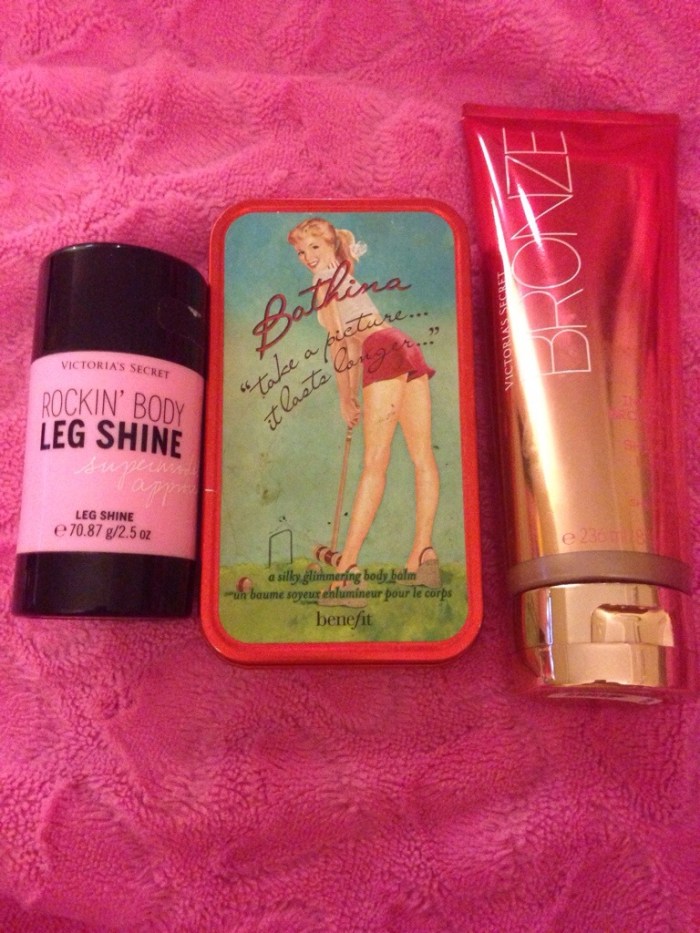 VICTORIA'S SECRET
ROCKIN' BODY
LEG SHINE
supermodel
LEG SHINE
e 70.87 g/2.5 oz
Bathina
"take a picture...
it lasts longer..."
a silky, glimmering body balm
un baume soyeux enlumineur pour le corps
benefit
VICTORIA'S SECRET
BRONZE